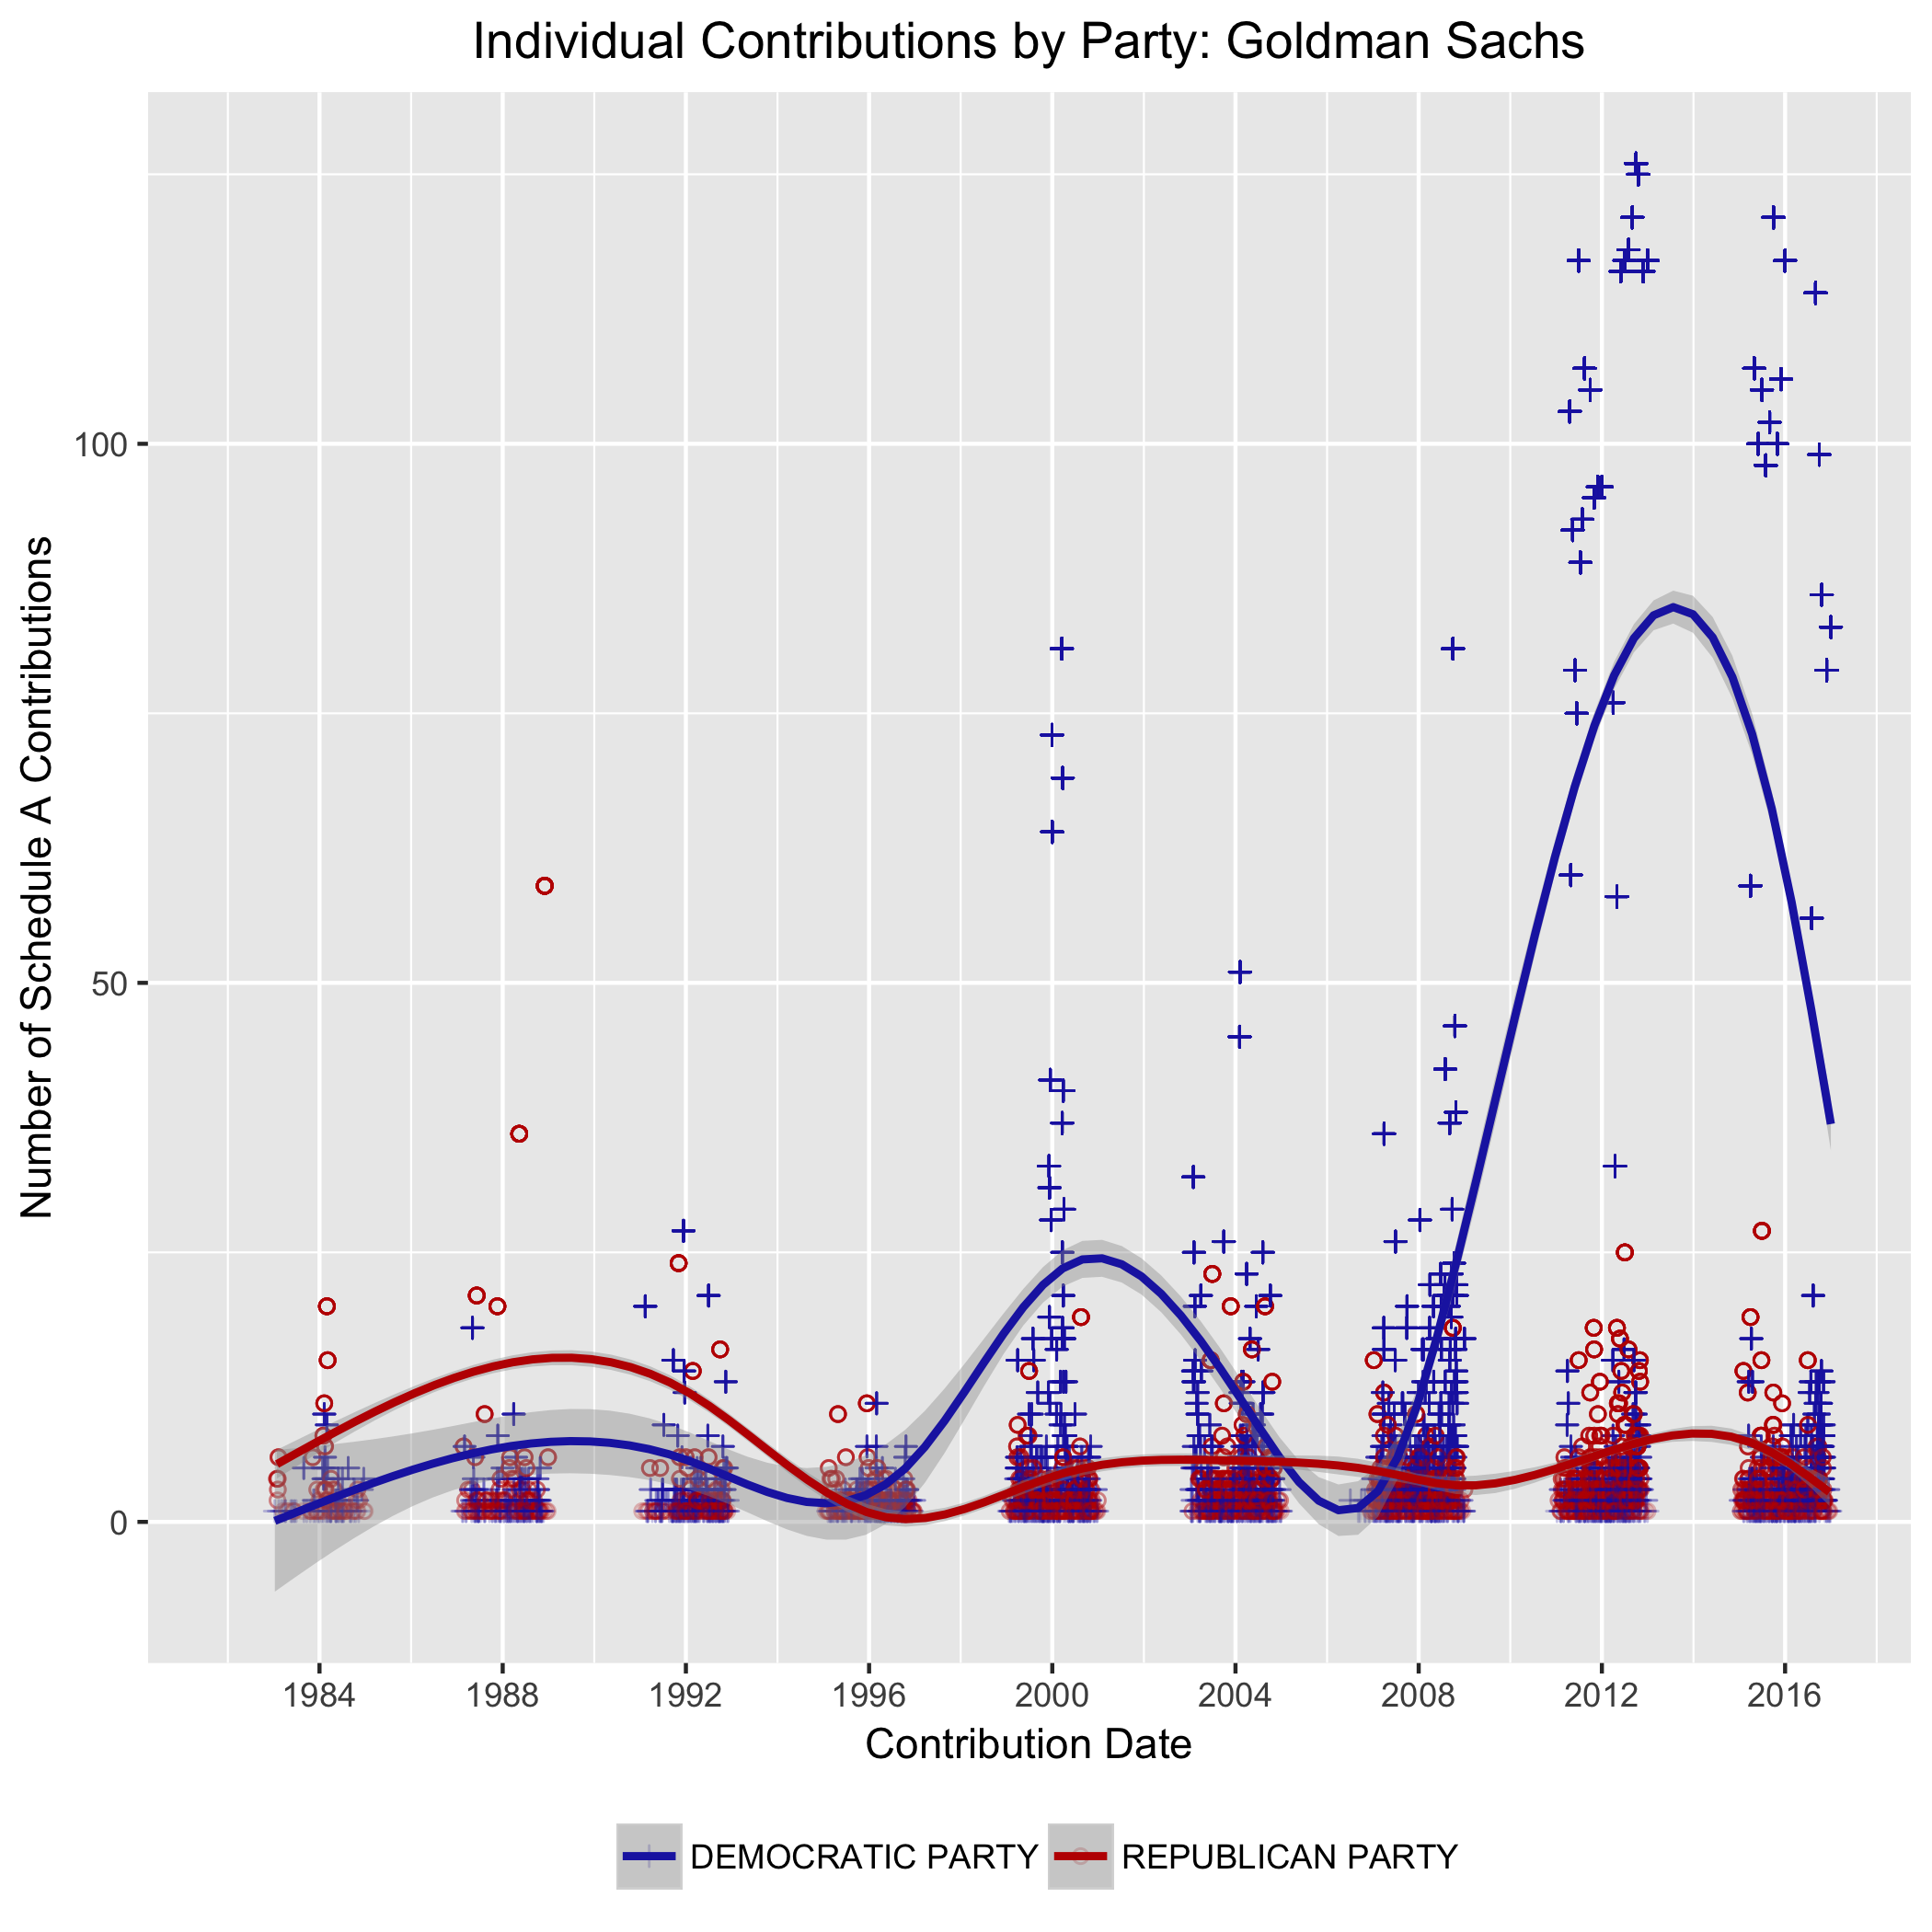 Individual Contributions by Party: Goldman Sachs
Number of Schedule A Contributions
100
50
0
1984 1988 1992 1996 2000 2004 2008 2012 2016
Contribution Date
DEMOCRATIC PARTY REPUBLICAN PARTY